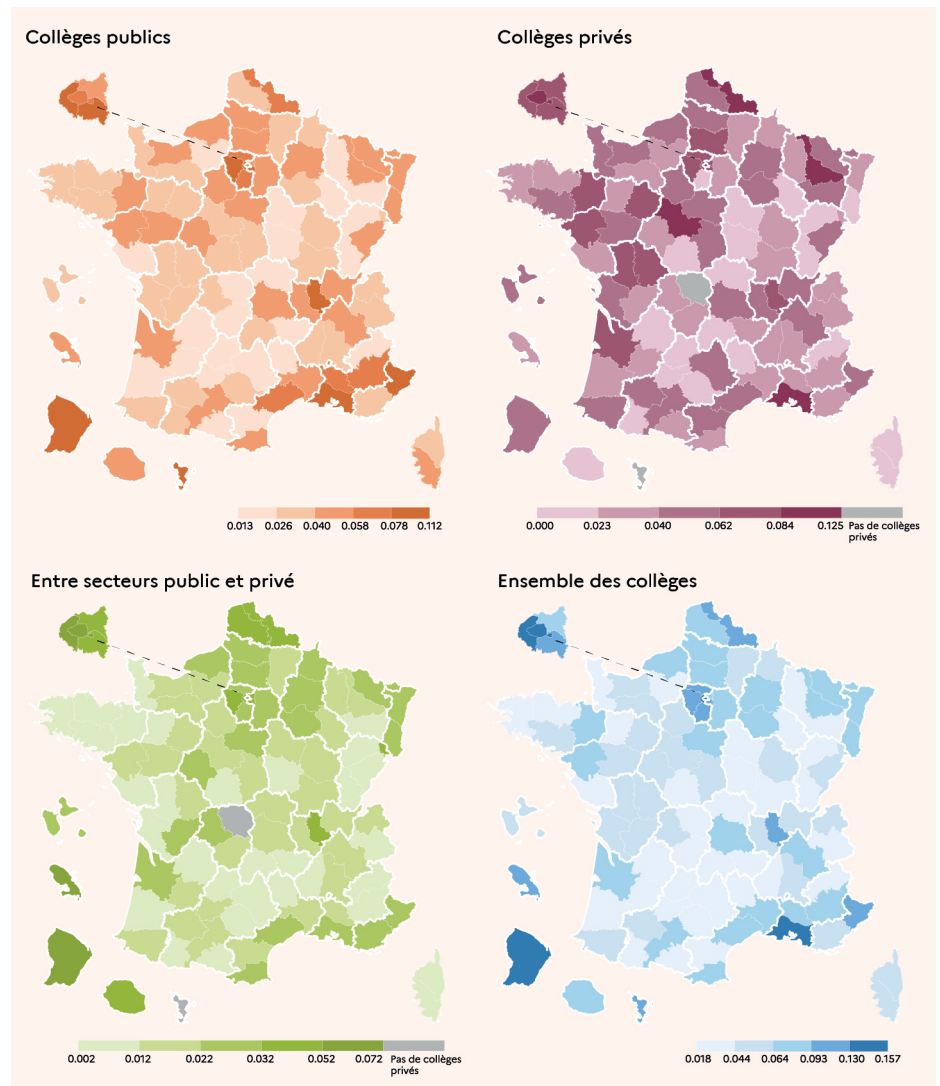 Collèges publics
Collèges privés
0.013 0.026 0.040 0.058 0.078 0.112
0.000 0.023 0.040 0.062 0.084 0.125 Pas de collèges
privés
Entre secteurs public et privé
Ensemble des collèges
0.002 0.012 0.022 0.032 0.052 0.072 Pas de collèges
privés
0.018 0.044 0.064 0.093 0.130 0.157